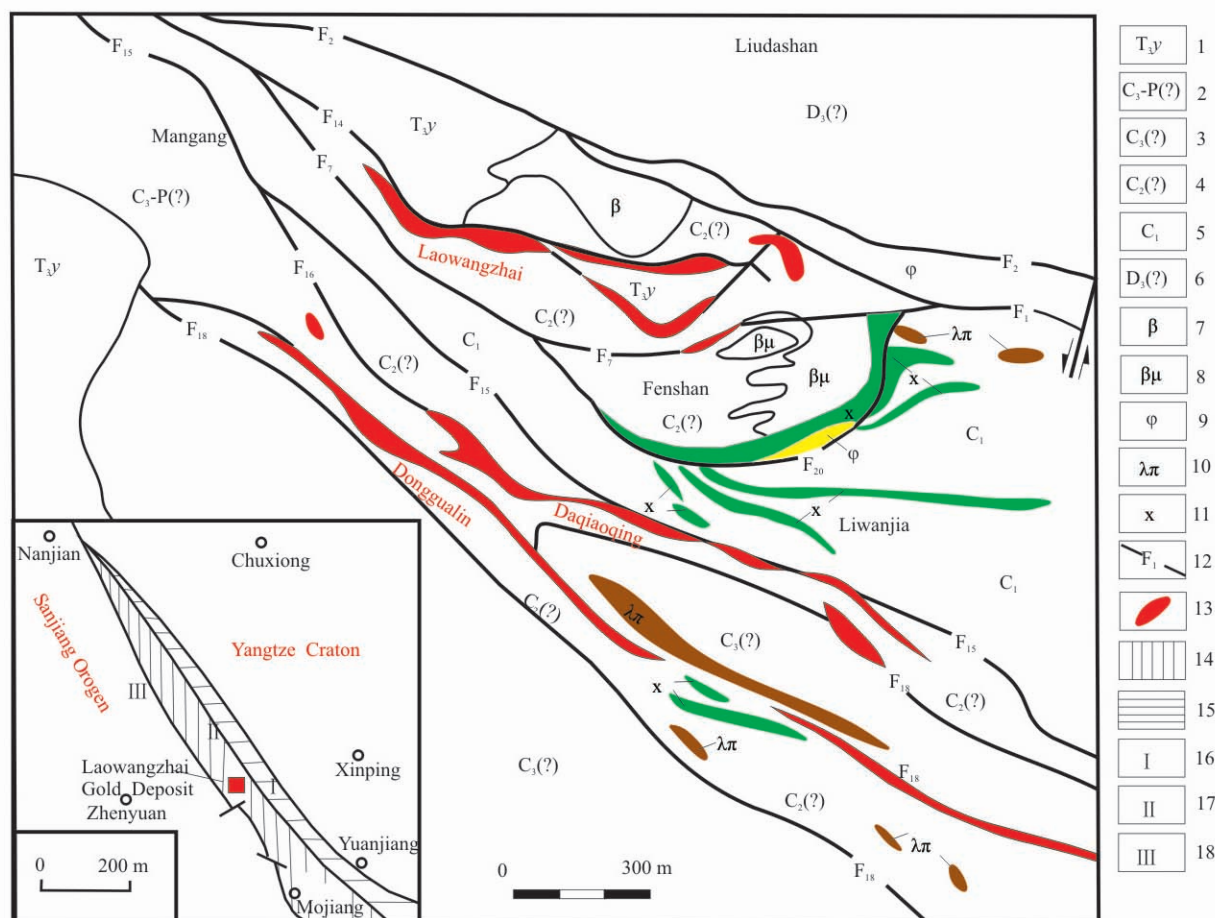 F₂
Liudashan
F₁₅
D₃(?)
T₃y
F₁₄
Mangang
F₇
C₃-P(?)
β
C₂(?)
Laowangzhai
T₃y
F₁₆
T₃y
φ
F₂
C₂(?)
F₁
F₁₈
C₁
C₂(?)
F₇
βμ
λπ
F₁₅
Fenshan
βμ
x
C₂(?)
x
C₁
φ
F₂₀
Donggualin
x
Daqiaoqing
x
Liwanjia
C₂(?)
C₁
λπ
C₃(?)
F₁₅
x
F₁₈
C₂(?)
λπ
C₃(?)
F₁₈
C₂(?)
λπ
F₁₈
0 300 m
Nanjian
Chuxiong
Sanjiang Orogen
Yangtze Craton
III
II
Laowangzhai
Gold Deposit
I
Xinping
Zhenyuan
Yuanjiang
Mojiang
0 200 m
T₃y 1
C₃-P(?) 2
C₃(?) 3
C₂(?) 4
C₁ 5
D₃(?) 6
β 7
βμ 8
φ 9
λπ 10
x 11
F₁ 12
13
14
15
I 16
II 17
III 18